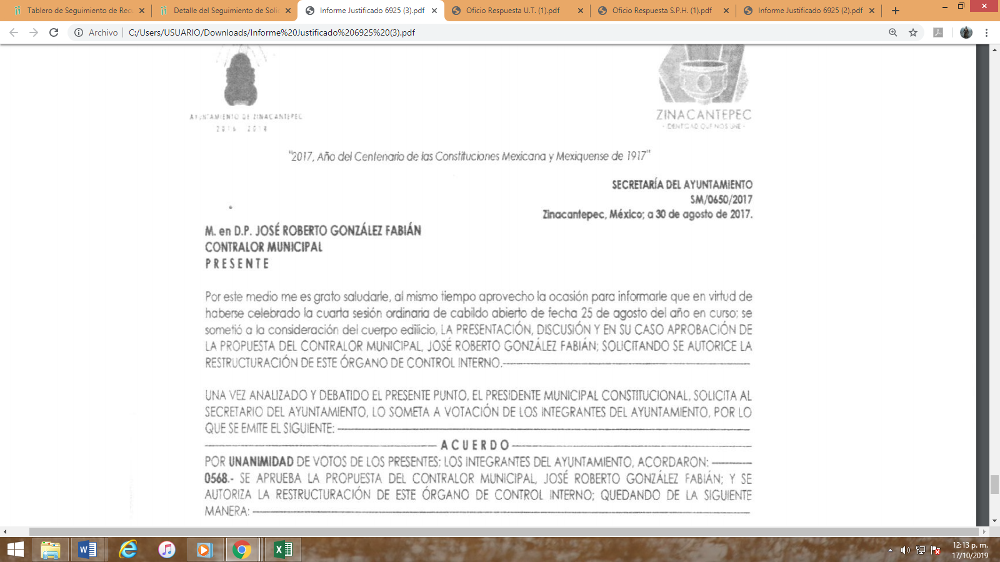 Tablero de Seguimiento de Recu
Detalle del Seguimiento de Solic
Informe Justificado 6925 (3).pdf
Oficio Respuesta U.T. (1).pdf
Oficio Respuesta S.P.H. (1).pdf
Informe Justificado 6925 (2).pdf
Archivo
C:/Users/USUARIO/Downloads/Informe%20Justificado%206925%20(3).pdf
AYUNTAMIENTO DE ZINACANTEPEC
2016 2018
ZINACANTEPEC
- IDENTIDAD QUE NOS UNE -
"2017, Año del Centenario de las Constituciones Mexicana y Mexiquense de 1917"
SECRETARÍA DEL AYUNTAMIENTO
SM/0650/2017
Zinacantepec, México; a 30 de agosto de 2017.
M. en D.P. JOSÉ ROBERTO GONZÁLEZ FABIÁN
CONTRALOR MUNICIPAL
P R E S E N T E
Por este medio me es grato saludarle, al mismo tiempo aprovecho la ocasión para informarle que en virtud de
haberse celebrado la cuarta sesión ordinaria de cabildo abierto de fecha 25 de agosto del año en curso; se
sometió a la consideración del cuerpo edilicio, LA PRESENTACIÓN, DISCUSIÓN Y EN SU CASO APROBACIÓN DE
LA PROPUESTA DEL CONTRALOR MUNICIPAL, JOSÉ ROBERTO GONZÁLEZ FABIÁN; SOLICITANDO SE AUTORICE LA
RESTRUCTURACIÓN DE ESTE ÓRGANO DE CONTROL INTERNO.
UNA VEZ ANALIZADO Y DEBATIDO EL PRESENTE PUNTO, EL PRESIDENTE MUNICIPAL CONSTITUCIONAL, SOLICITA AL
SECRETARIO DEL AYUNTAMIENTO, LO SOMETA A VOTACIÓN DE LOS INTEGRANTES DEL AYUNTAMIENTO, POR LO
QUE SE EMITE EL SIGUIENTE:
A C U E R D O
POR UNANIMIDAD DE VOTOS DE LOS PRESENTES; LOS INTEGRANTES DEL AYUNTAMIENTO, ACORDARON:
0568.- SE APRUEBA LA PROPUESTA DEL CONTRALOR MUNICIPAL, JOSÉ ROBERTO GONZÁLEZ FABIÁN; Y SE
AUTORIZA LA RESTRUCTURACIÓN DE ESTE ÓRGANO DE CONTROL INTERNO; QUEDANDO DE LA SIGUIENTE
MANERA:
12:13 p. m.
17/10/2019